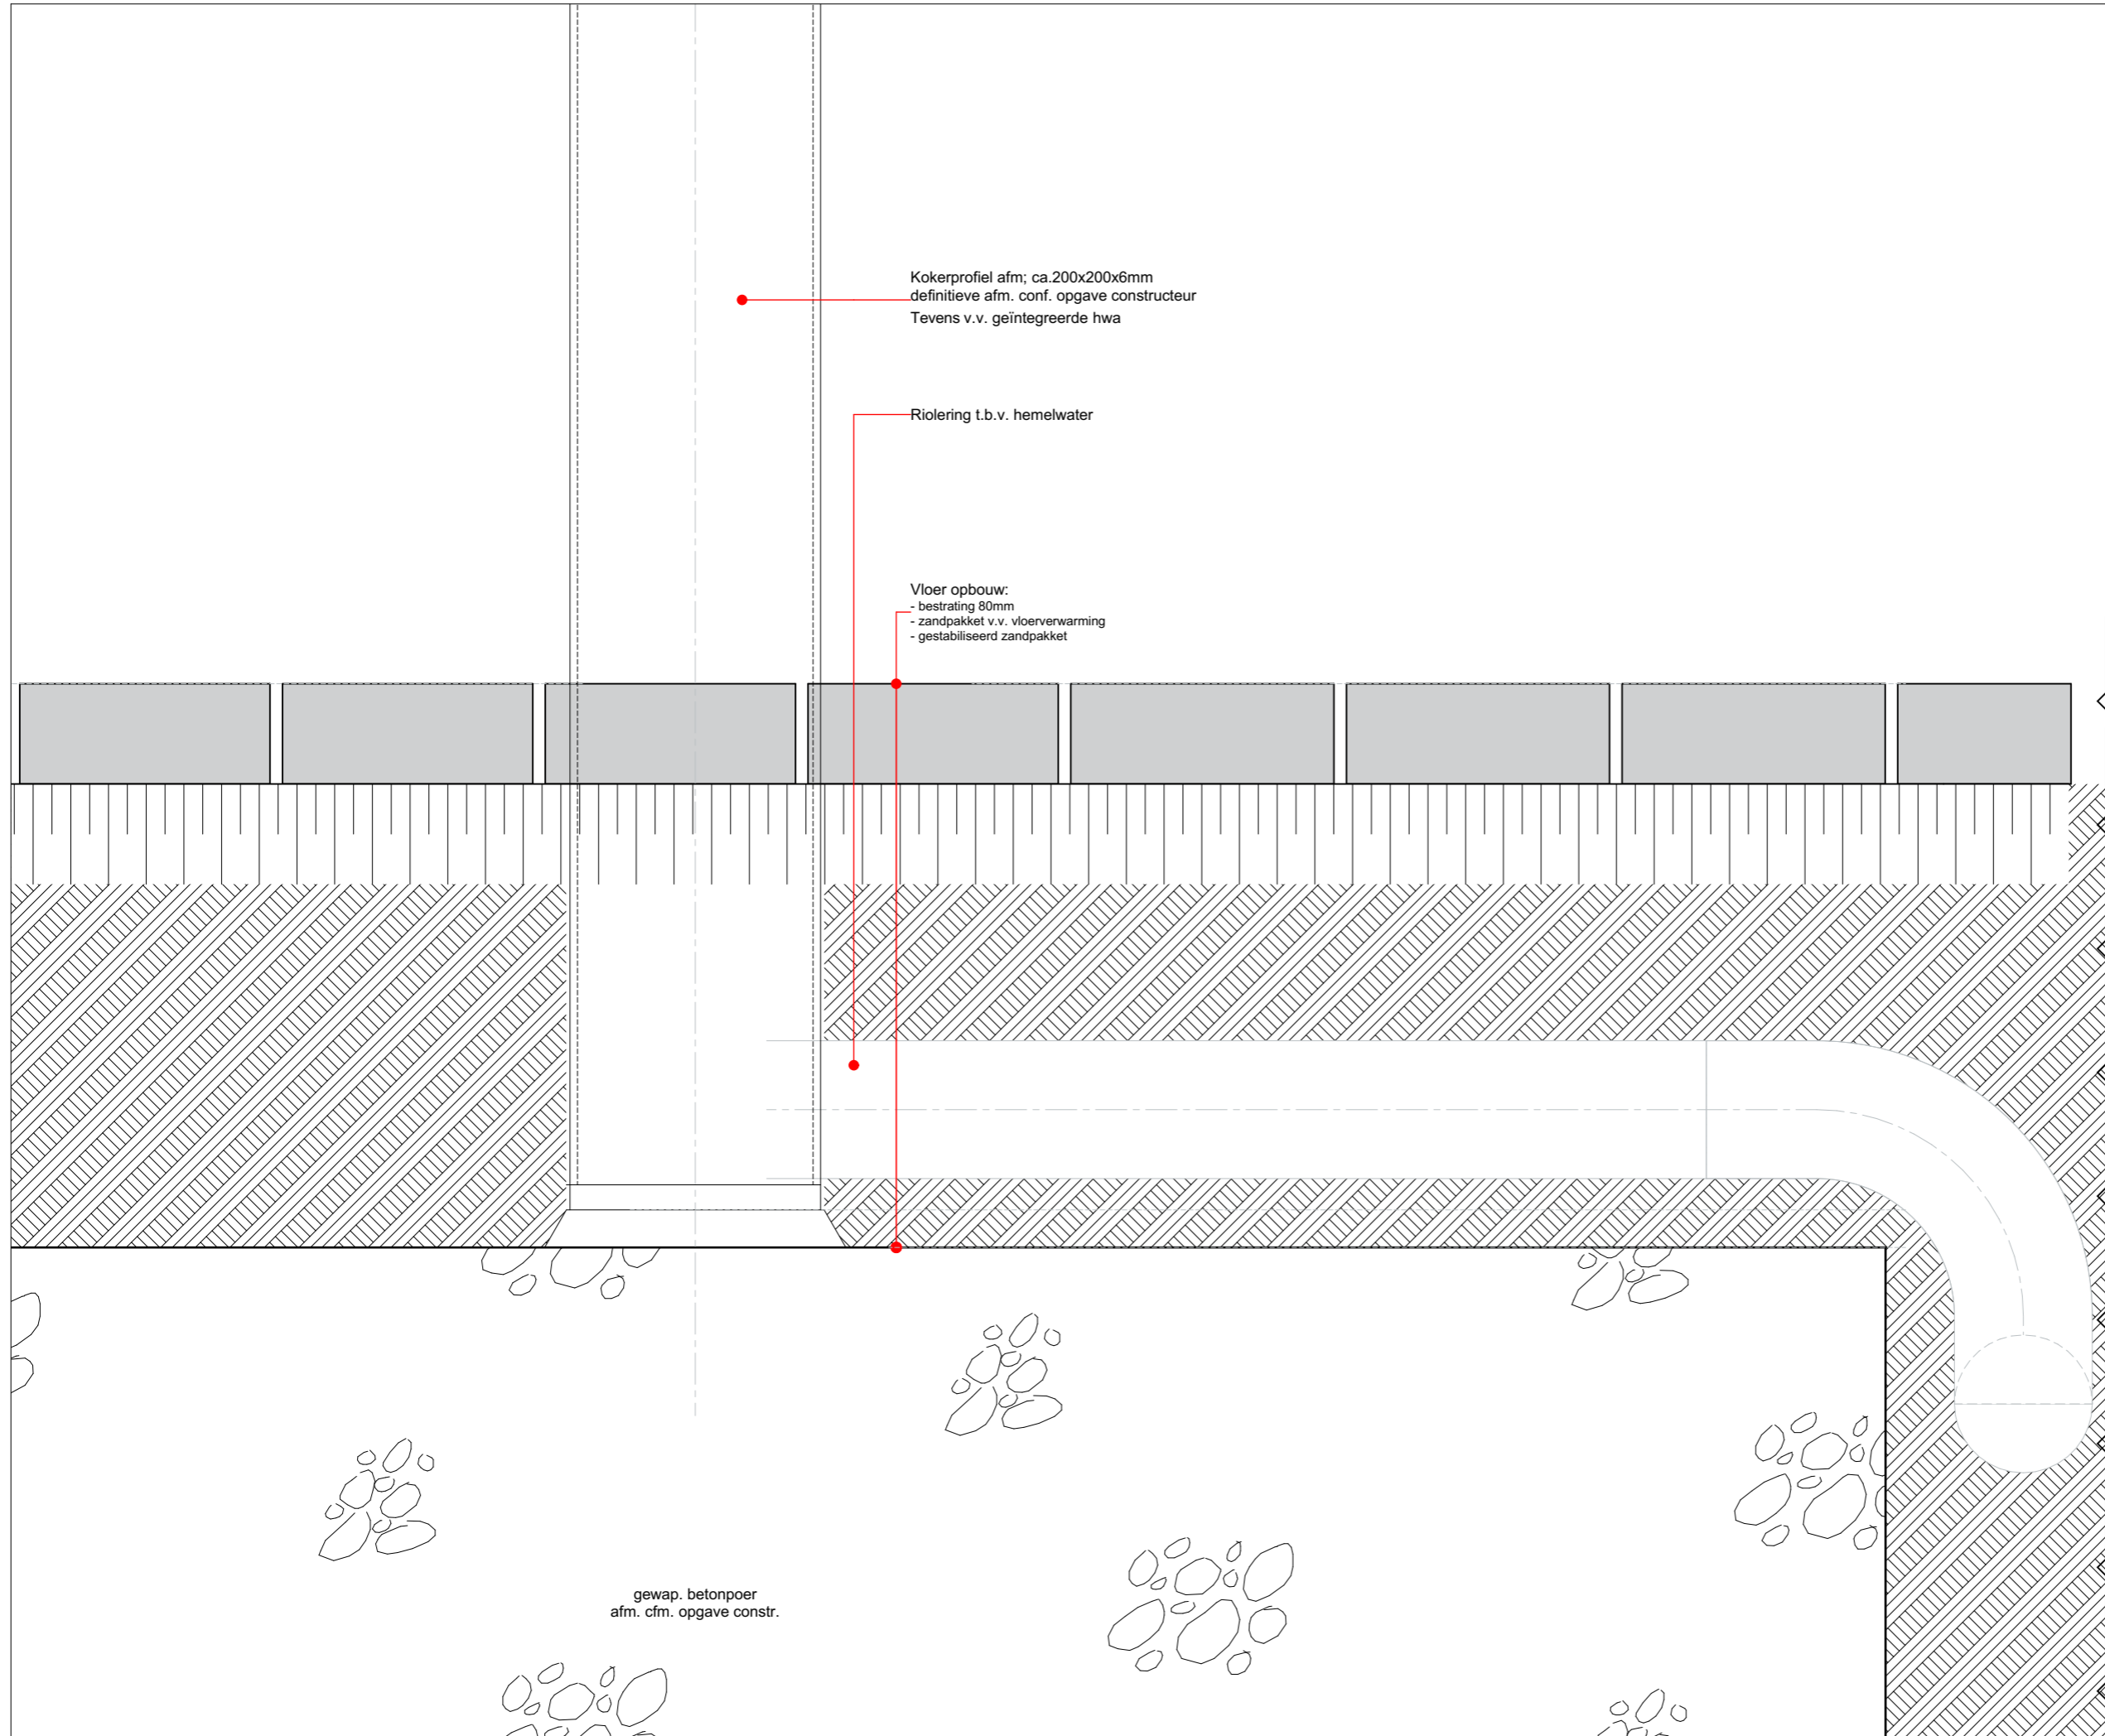 Kokerprofiel afm; ca.200x200x6mm
definitieve afm. conf. opgave constructeur
Tevens v.v. geïntegreerde hwa
Riolering t.b.v. hemelwater
Vloer opbouw:
- bestrating 80mm
- zandpakket v.v. vloerverwarming
- gestabiliseerd zandpakket
gewap. betonpoer
afm. cfm. opgave constr.